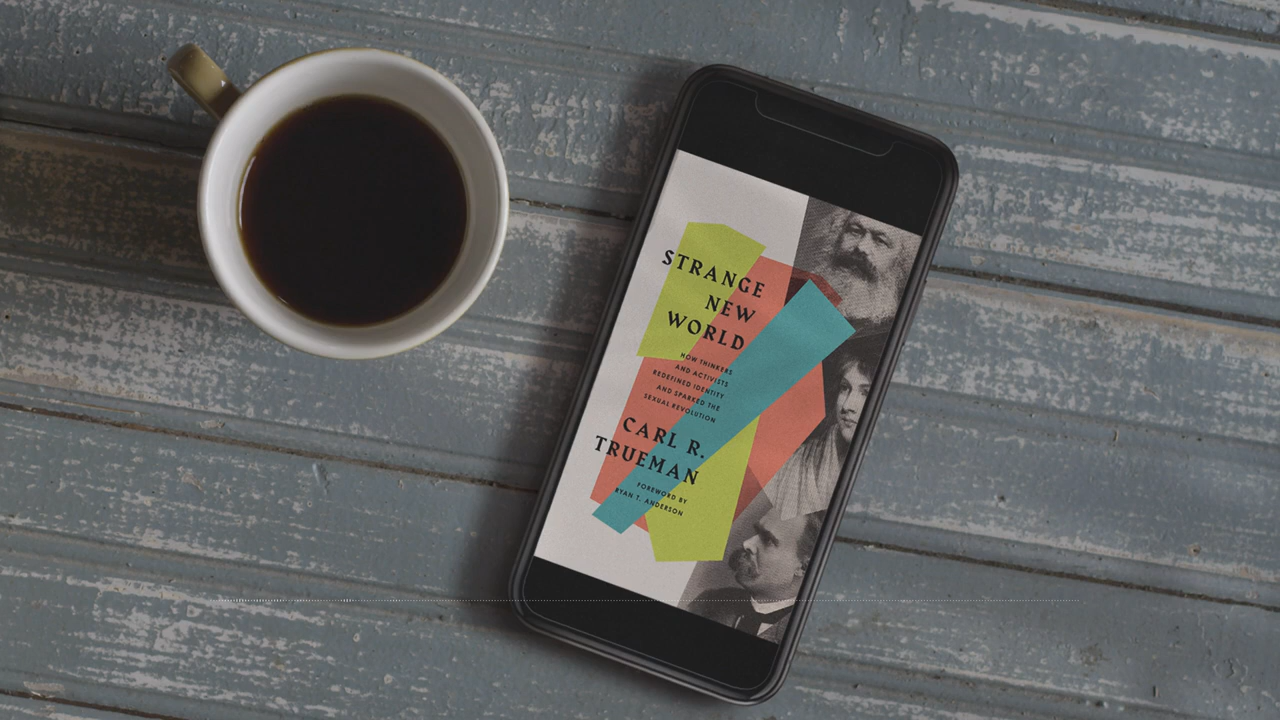 STRANGE
NEW
WORLD
HOW THINKERS
AND ACTIVISTS
REDEFINED IDENTITY
AND SPARKED THE
SEXUAL REVOLUTION
CARL R.
TRUEMAN
FOREWORD BY
RYAN T. ANDERSON